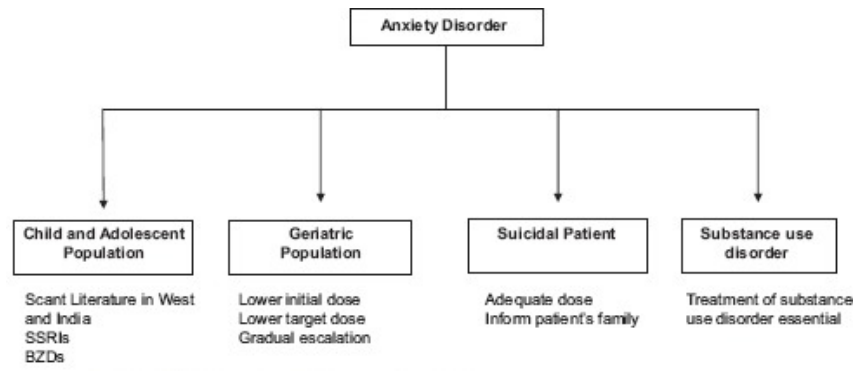 Anxiety Disorder
Child and Adolescent
Population
Scant Literature in West
and India
SSRIs
BZDs
Geriatric
Population
Lower initial dose
Lower target dose
Gradual escalation
Suicidal Patient
Adequate dose
Inform patient's family
Substance use
disorder
Treatment of substance
use disorder essential